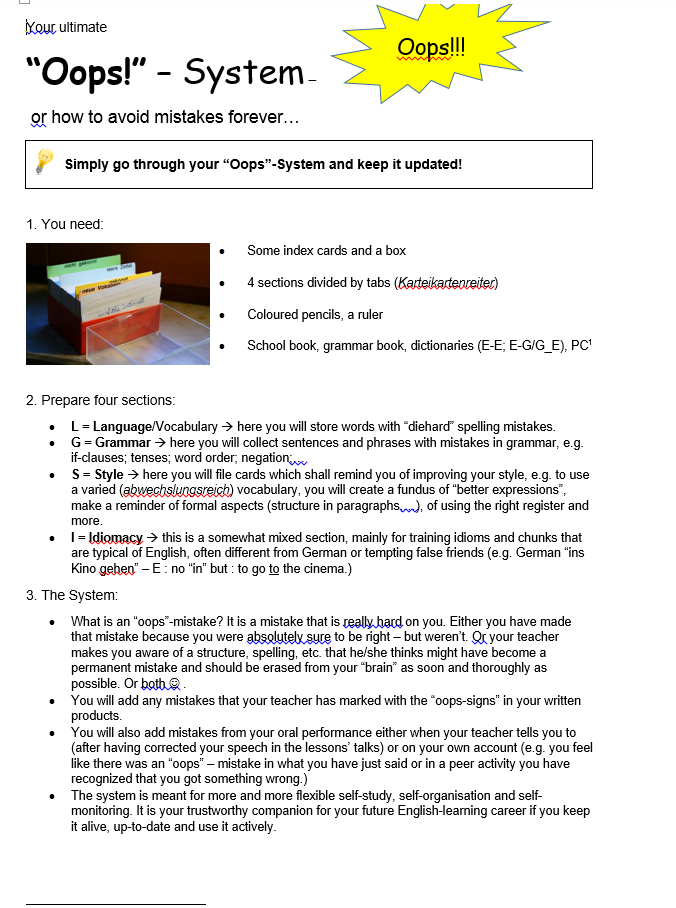 Your ultimate
Oops!!!
“Oops!” – System –
or how to avoid mistakes forever…
Simply go through your “Oops”-System and keep it updated!
1. You need:
nicht gekonnt
neue Vokabeln
• Some index cards and a box
• 4 sections divided by tabs (Karteikartenreiter)
• Coloured pencils, a ruler
• School book, grammar book, dictionaries (E-E; E-G/G_E), PC¹
2. Prepare four sections:
• L = Language/Vocabulary → here you will store words with “diehard” spelling mistakes.
• G = Grammar → here you will collect sentences and phrases with mistakes in grammar, e.g.
if-clauses; tenses; word order; negation;…
• S = Style → here you will file cards which shall remind you of improving your style, e.g. to use
a varied (abwechslungsreich) vocabulary, you will create a fundus of “better expressions”,
make a reminder of formal aspects (structure in paragraphs,…), of using the right register and
more.
• I = Idiomacy → this is a somewhat mixed section, mainly for training idioms and chunks that
are typical of English, often different from German or tempting false friends (e.g. German “ins
Kino gehen” – E : no “in” but : to go to the cinema.)
3. The System:
• What is an “oops”-mistake? It is a mistake that is really hard on you. Either you have made
that mistake because you were absolutely sure to be right – but weren’t. Or your teacher
makes you aware of a structure, spelling, etc. that he/she thinks might have become a
permanent mistake and should be erased from your “brain” as soon and thoroughly as
possible. Or both ☺ .
• You will add any mistakes that your teacher has marked with the “oops-signs” in your written
products.
• You will also add mistakes from your oral performance either when your teacher tells you to
(after having corrected your speech in the lessons’ talks) or on your own account (e.g. you feel
like there was an “oops” – mistake in what you have just said or in a peer activity you have
recognized that you got something wrong.)
• The system is meant for more and more flexible self-study, self-organisation and self-
monitoring. It is your trustworthy companion for your future English-learning career if you keep
it alive, up-to-date and use it actively.